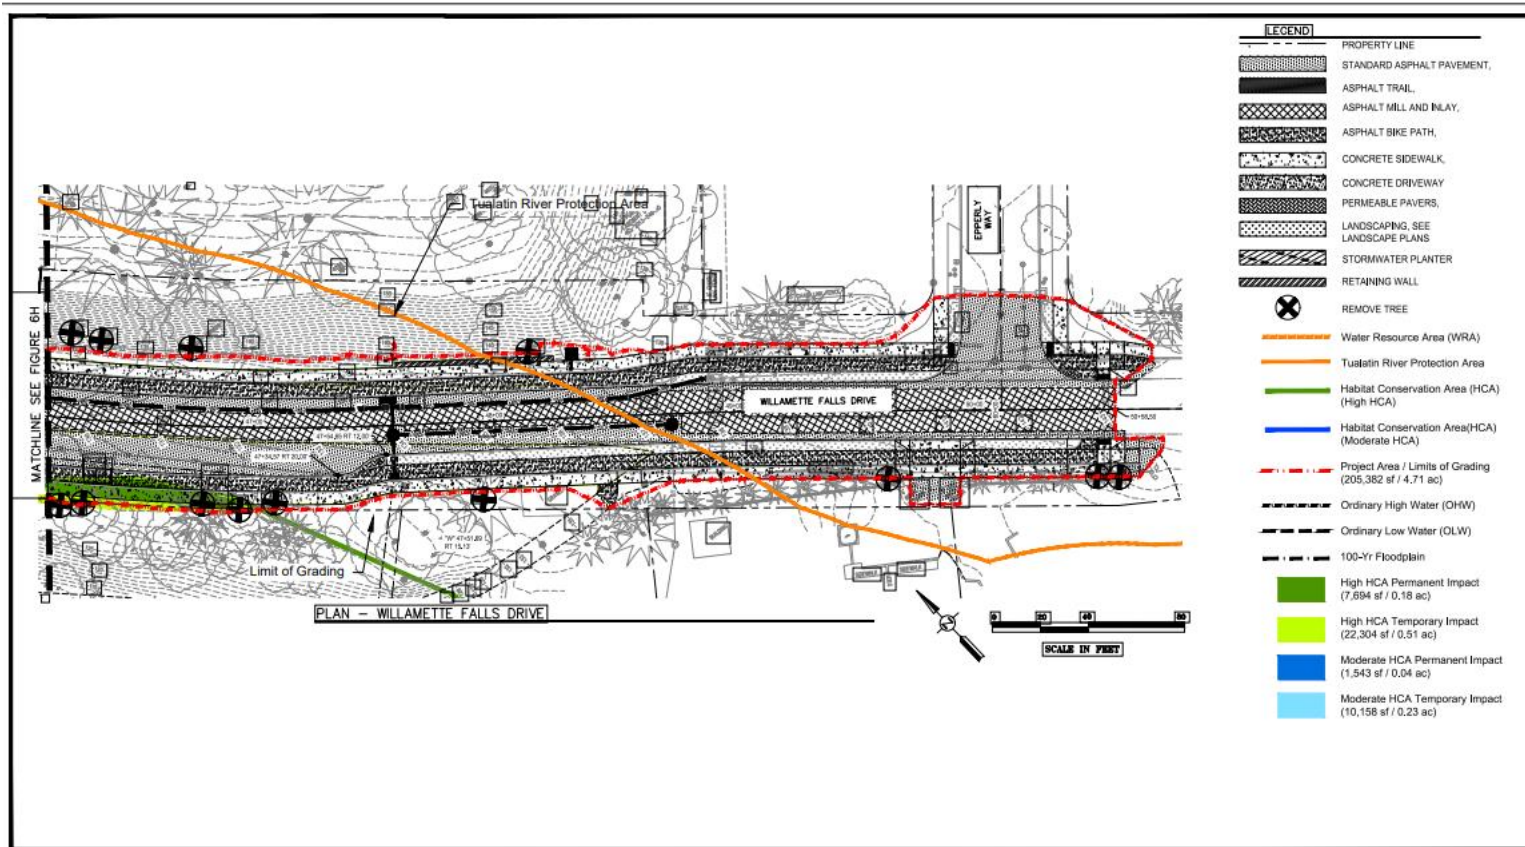 LEGEND
PROPERTY LINE
STANDARD ASPHALT PAVEMENT,
ASPHALT TRAIL,
ASPHALT MILL AND INLAY,
ASPHALT BIKE PATH,
CONCRETE SIDEWALK,
CONCRETE DRIVEWAY
PERMEABLE PAVERS,
LANDSCAPING, SEE
LANDSCAPE PLANS
STORMWATER PLANTER
RETAINING WALL
REMOVE TREE
Water Resource Area (WRA)
Tualatin River Protection Area
Habitat Conservation Area (HCA)
(High HCA)
Habitat Conservation Area(HCA)
(Moderate HCA)
Project Area / Limits of Grading
(205,382 sf / 4.71 ac)
Ordinary High Water (OHW)
Ordinary Low Water (OLW)
100-Yr Floodplain
High HCA Permanent Impact
(7,694 sf / 0.18 ac)
High HCA Temporary Impact
(22,304 sf / 0.51 ac)
Moderate HCA Permanent Impact
(1,543 sf / 0.04 ac)
Moderate HCA Temporary Impact
(10,158 sf / 0.23 ac)
Tualatin River Protection Area
EPPERLY
WAY
MATCHLINE SEE FIGURE 6H
WILLAMETTE FALLS DRIVE
Limit of Grading
PLAN – WILLAMETTE FALLS DRIVE
0 20 40 80
SCALE IN FEET